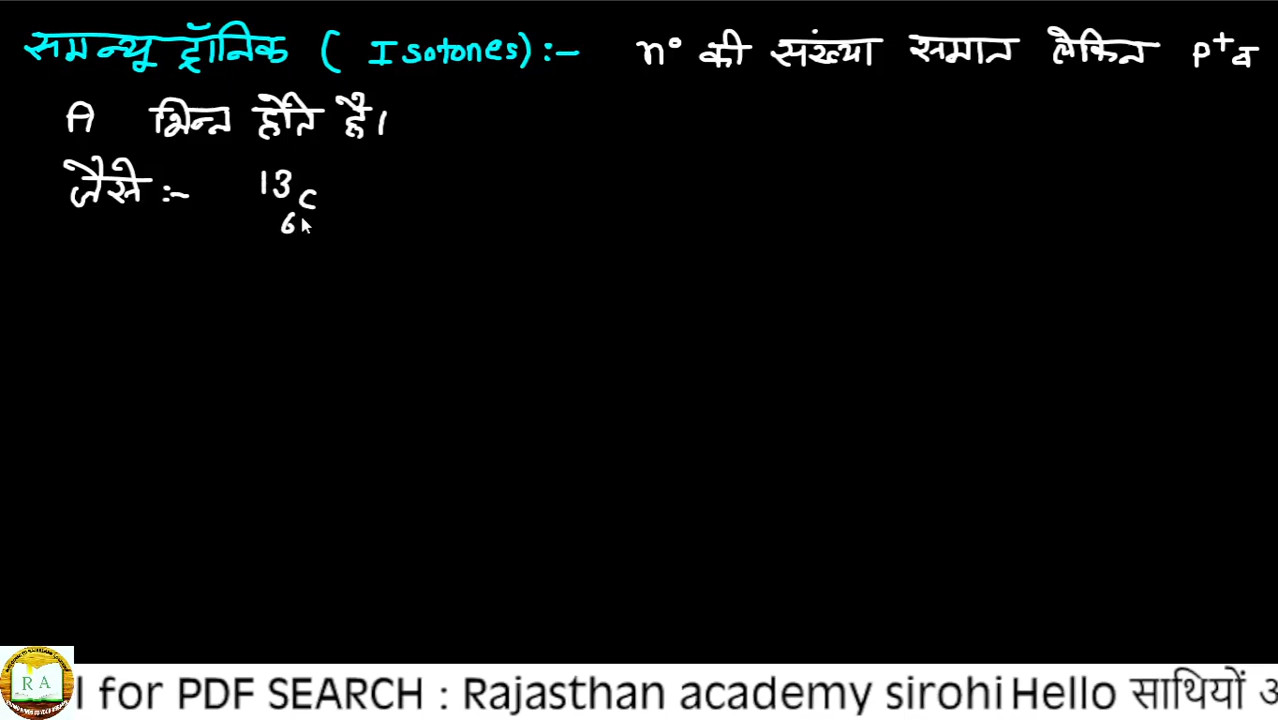 समन्यूट्रॉनिक ( Isotones) :- n° की संख्या समान लेकिन p⁺ व
A भिन्न होते है।
जैसे :- ¹³C
6
R A
l for PDF SEARCH : Rajasthan academy sirohi Hello साथियों अ